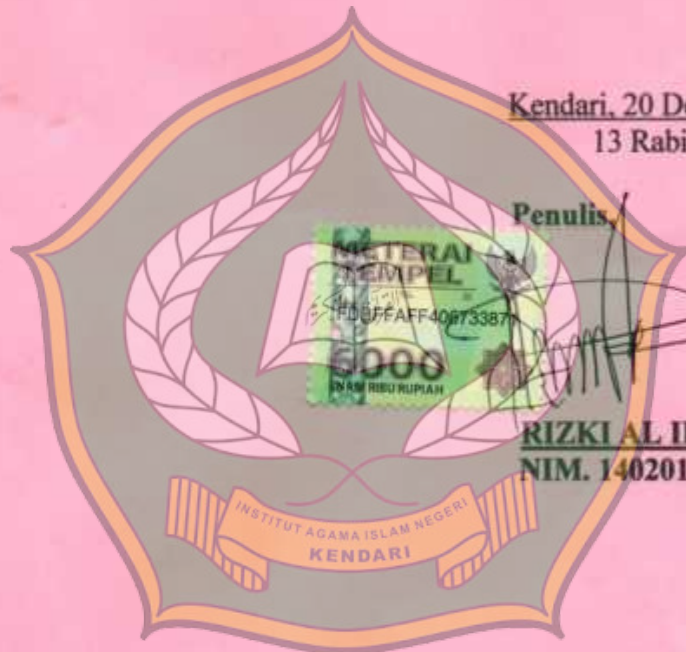 Kendari, 20 De
13 Rabi
Penulis,
METERAI
TEMPEL
6000
ENAM RIBU RUPIAH
RIZKI AL I
NIM. 140201
INSTITUT AGAMA ISLAM NEGERI
KENDARI